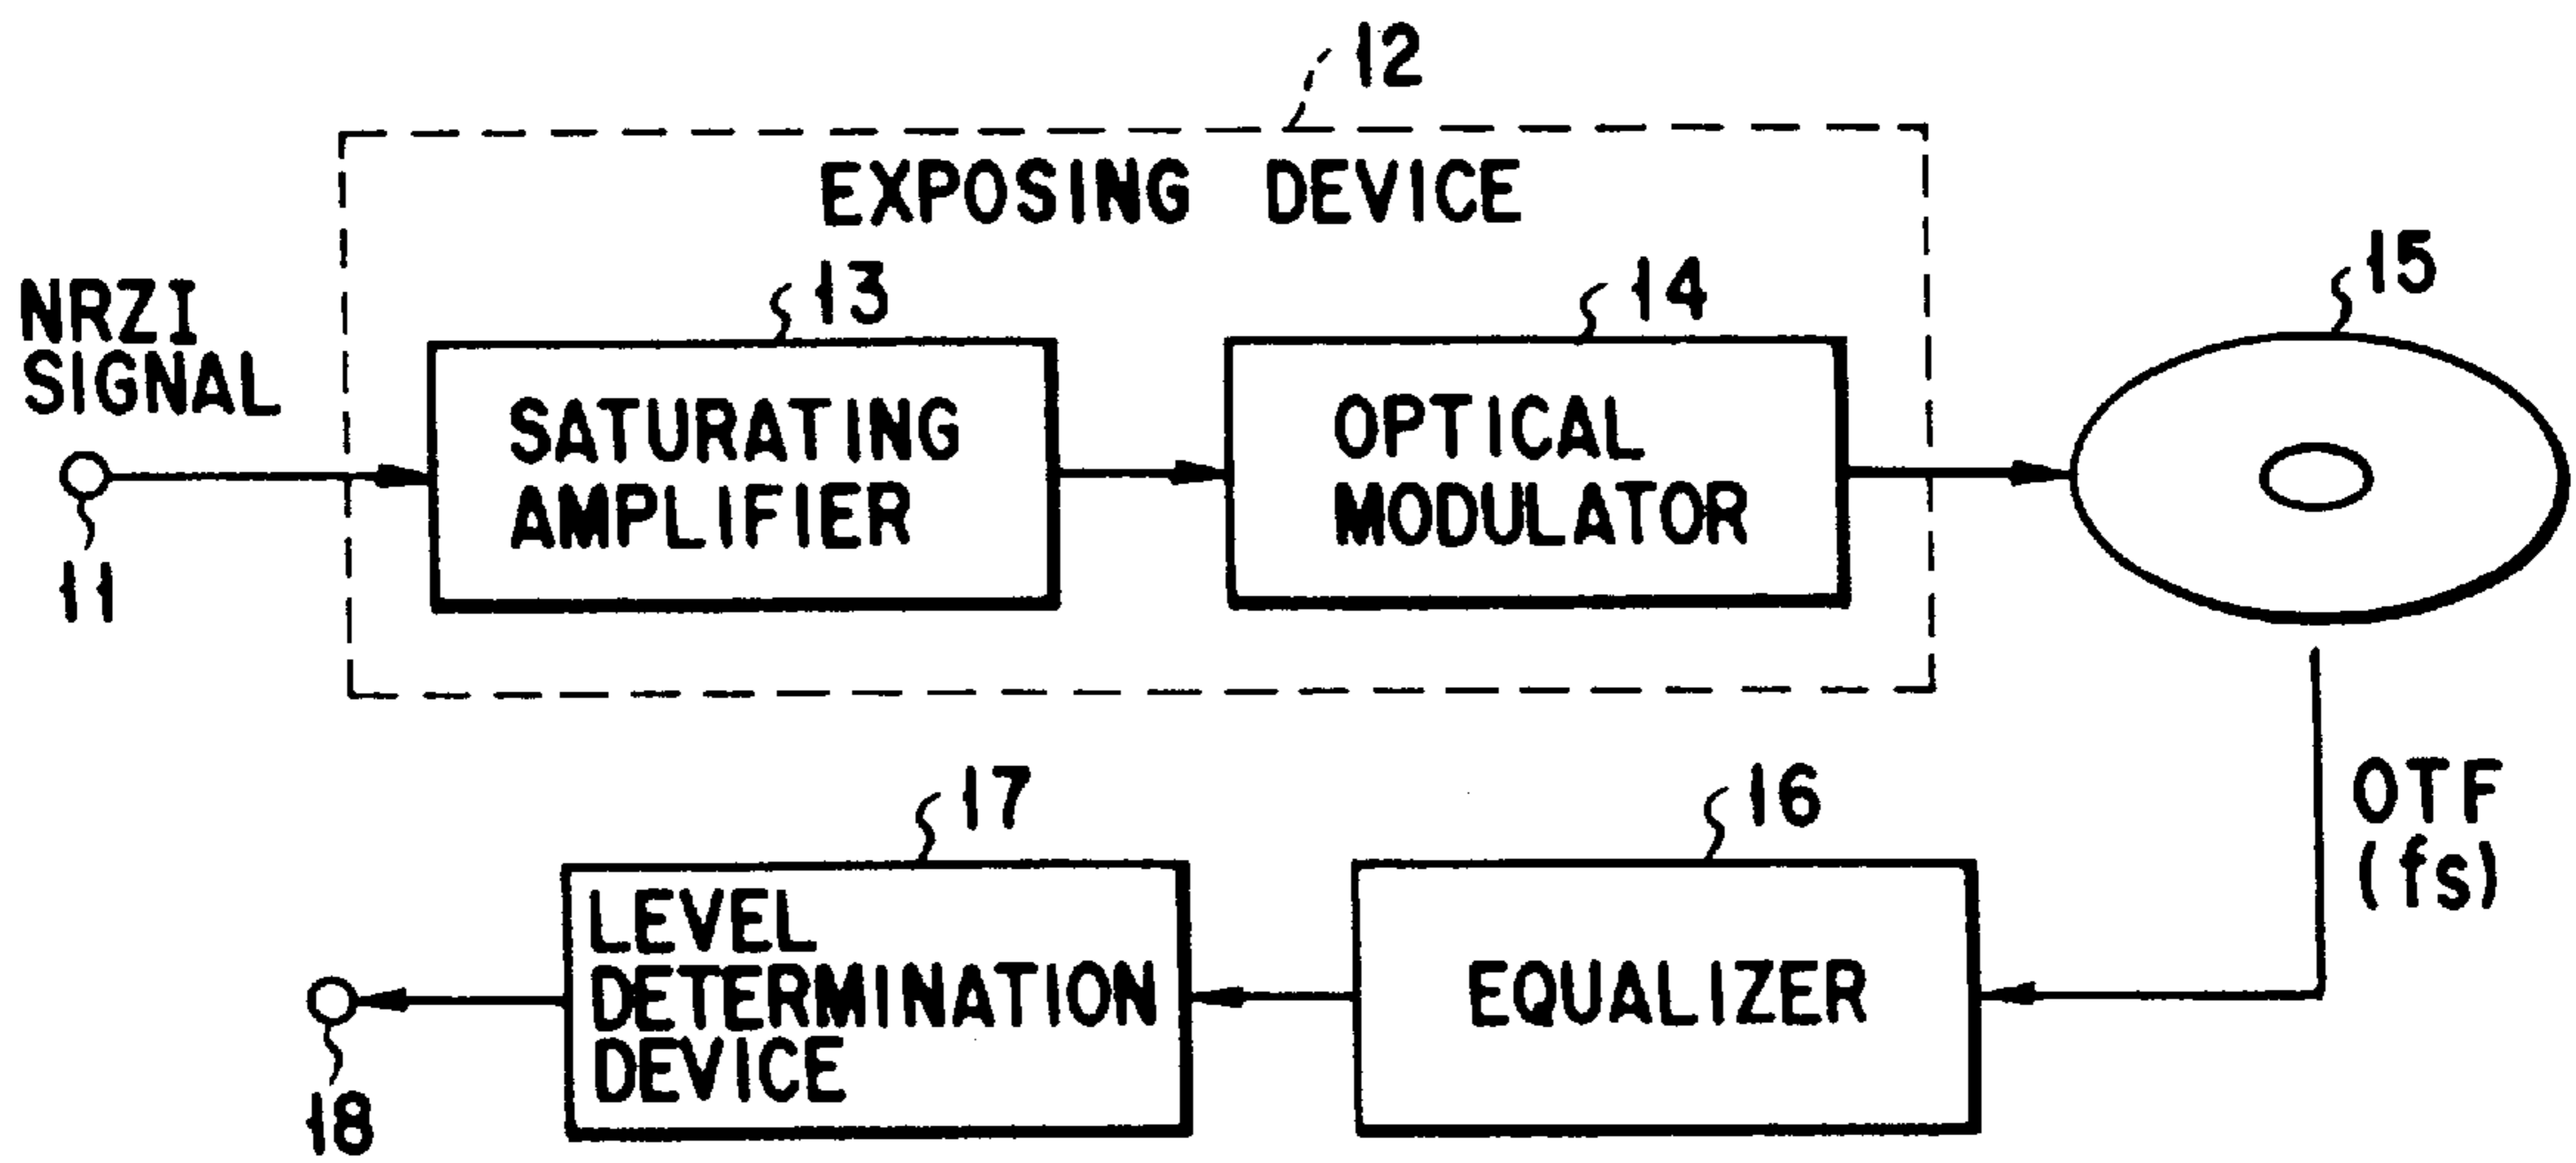 12
EXPOSING DEVICE
NRZI
SIGNAL
11
13
SATURATING
AMPLIFIER
14
OPTICAL
MODULATOR
15
OTF
(fs)
16
EQUALIZER
17
LEVEL
DETERMINATION
DEVICE
18